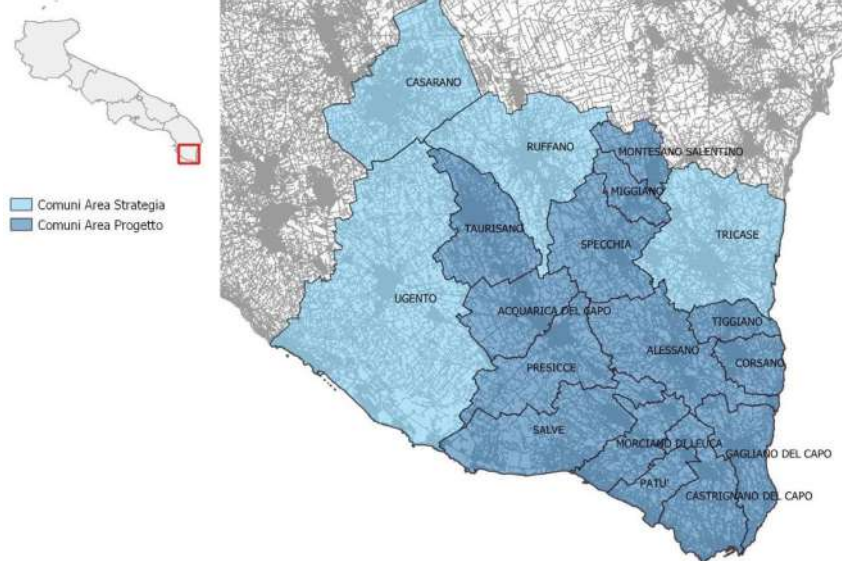 CASARANO
RUFFANO
MONTESANO SALENTINO
MIGGIANO
Comuni Area Strategia
Comuni Area Progetto
TAURISANO
SPECCHIA
TRICASE
UGENTO
ACQUARICA DEL CAPO
TIGGIANO
ALESSANO
CORSANO
PRESICCE
SALVE
MORCIANO DI LEUCA
GAGLIANO DEL CAPO
PATU'
CASTRIGNANO DEL CAPO